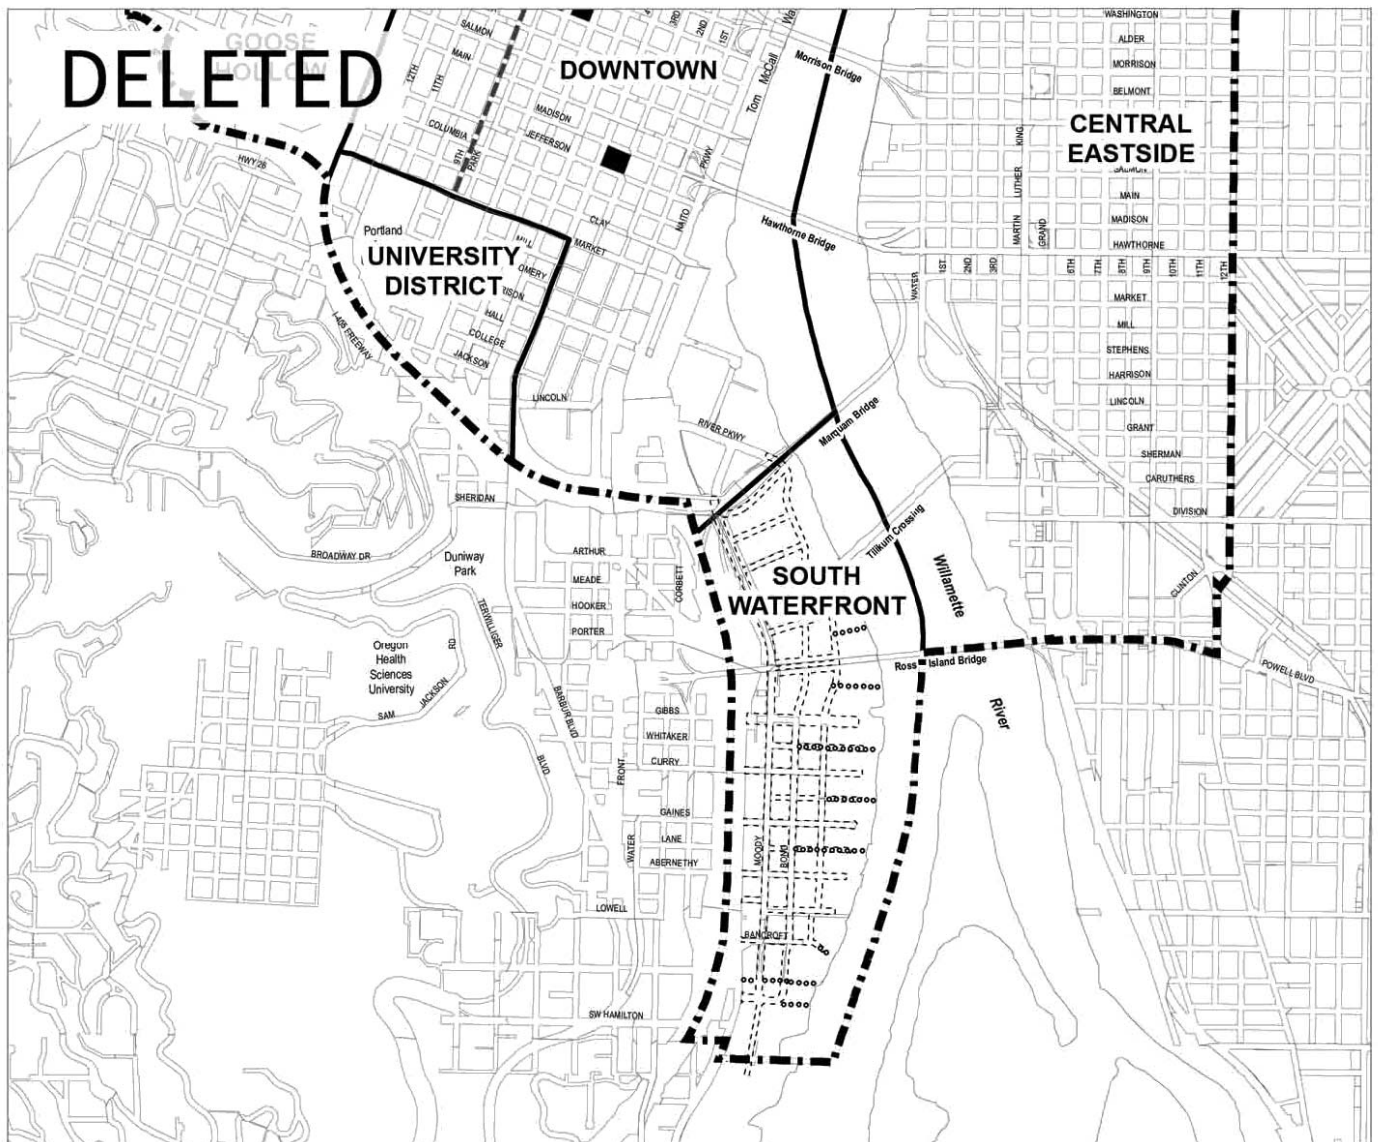 GOOSE
HOLLOW
DELETED
SALMON
MAIN
12TH
11TH
3RD
2ND
1ST
DOWNTOWN
Tom McCall
Wa
Morrison Bridge
WASHINGTON
ALDER
MORRISON
BELMONT
CENTRAL
EASTSIDE
SALMON
MAIN
MADISON
HAWTHORNE
MARTIN LUTHER KING
GRAND
COLUMBIA
9TH
PARK
MADISON
JEFFERSON
HWY 26
PKWY
NAITO
CLAY
MARKET
Hawthorne Bridge
Portland
UNIVERSITY
DISTRICT
MILL
OMERY
RISON
HALL
COLLEGE
JACKSON
I-405 FREEWAY
LINCOLN
WATER
1ST
2ND
3RD
6TH
7TH
8TH
9TH
10TH
11TH
12TH
MARKET
MILL
STEPHENS
HARRISON
LINCOLN
GRANT
SHERMAN
CARUTHERS
DIVISION
RIVER PKWY
Marquam Bridge
SHERIDAN
BROADWAY DR
Duniway
Park
ARTHUR
MEADE
HOOKER
PORTER
CORBETT
Tilikum Crossing
SOUTH
WATERFRONT
Willamette
River
CLINTON
POWELL BLVD
Ross Island Bridge
TERWILLIGER
BLVD
Oregon
Health
Sciences
University
SAM
JACKSON
RD
BARBUR BLVD
GIBBS
WHITAKER
CURRY
FRONT
GAINES
LANE
ABERNETHY
WATER
MOODY
BOND
LOWELL
BANCROFT
SW HAMILTON